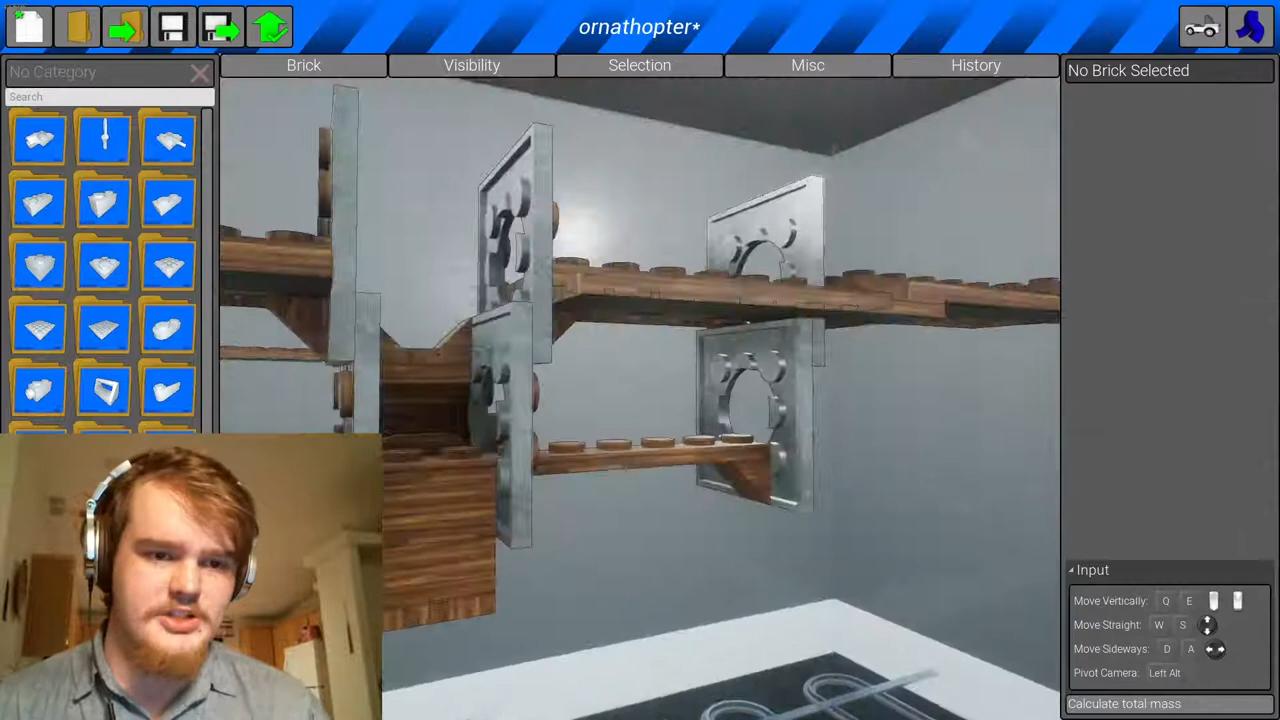 ornathopter*
No Category
Search
Brick
Visibility
Selection
Misc
History
No Brick Selected
Input
Move Vertically: Q E
Move Straight: W S
Move Sideways: D A
Pivot Camera: Left Alt
Calculate total mass